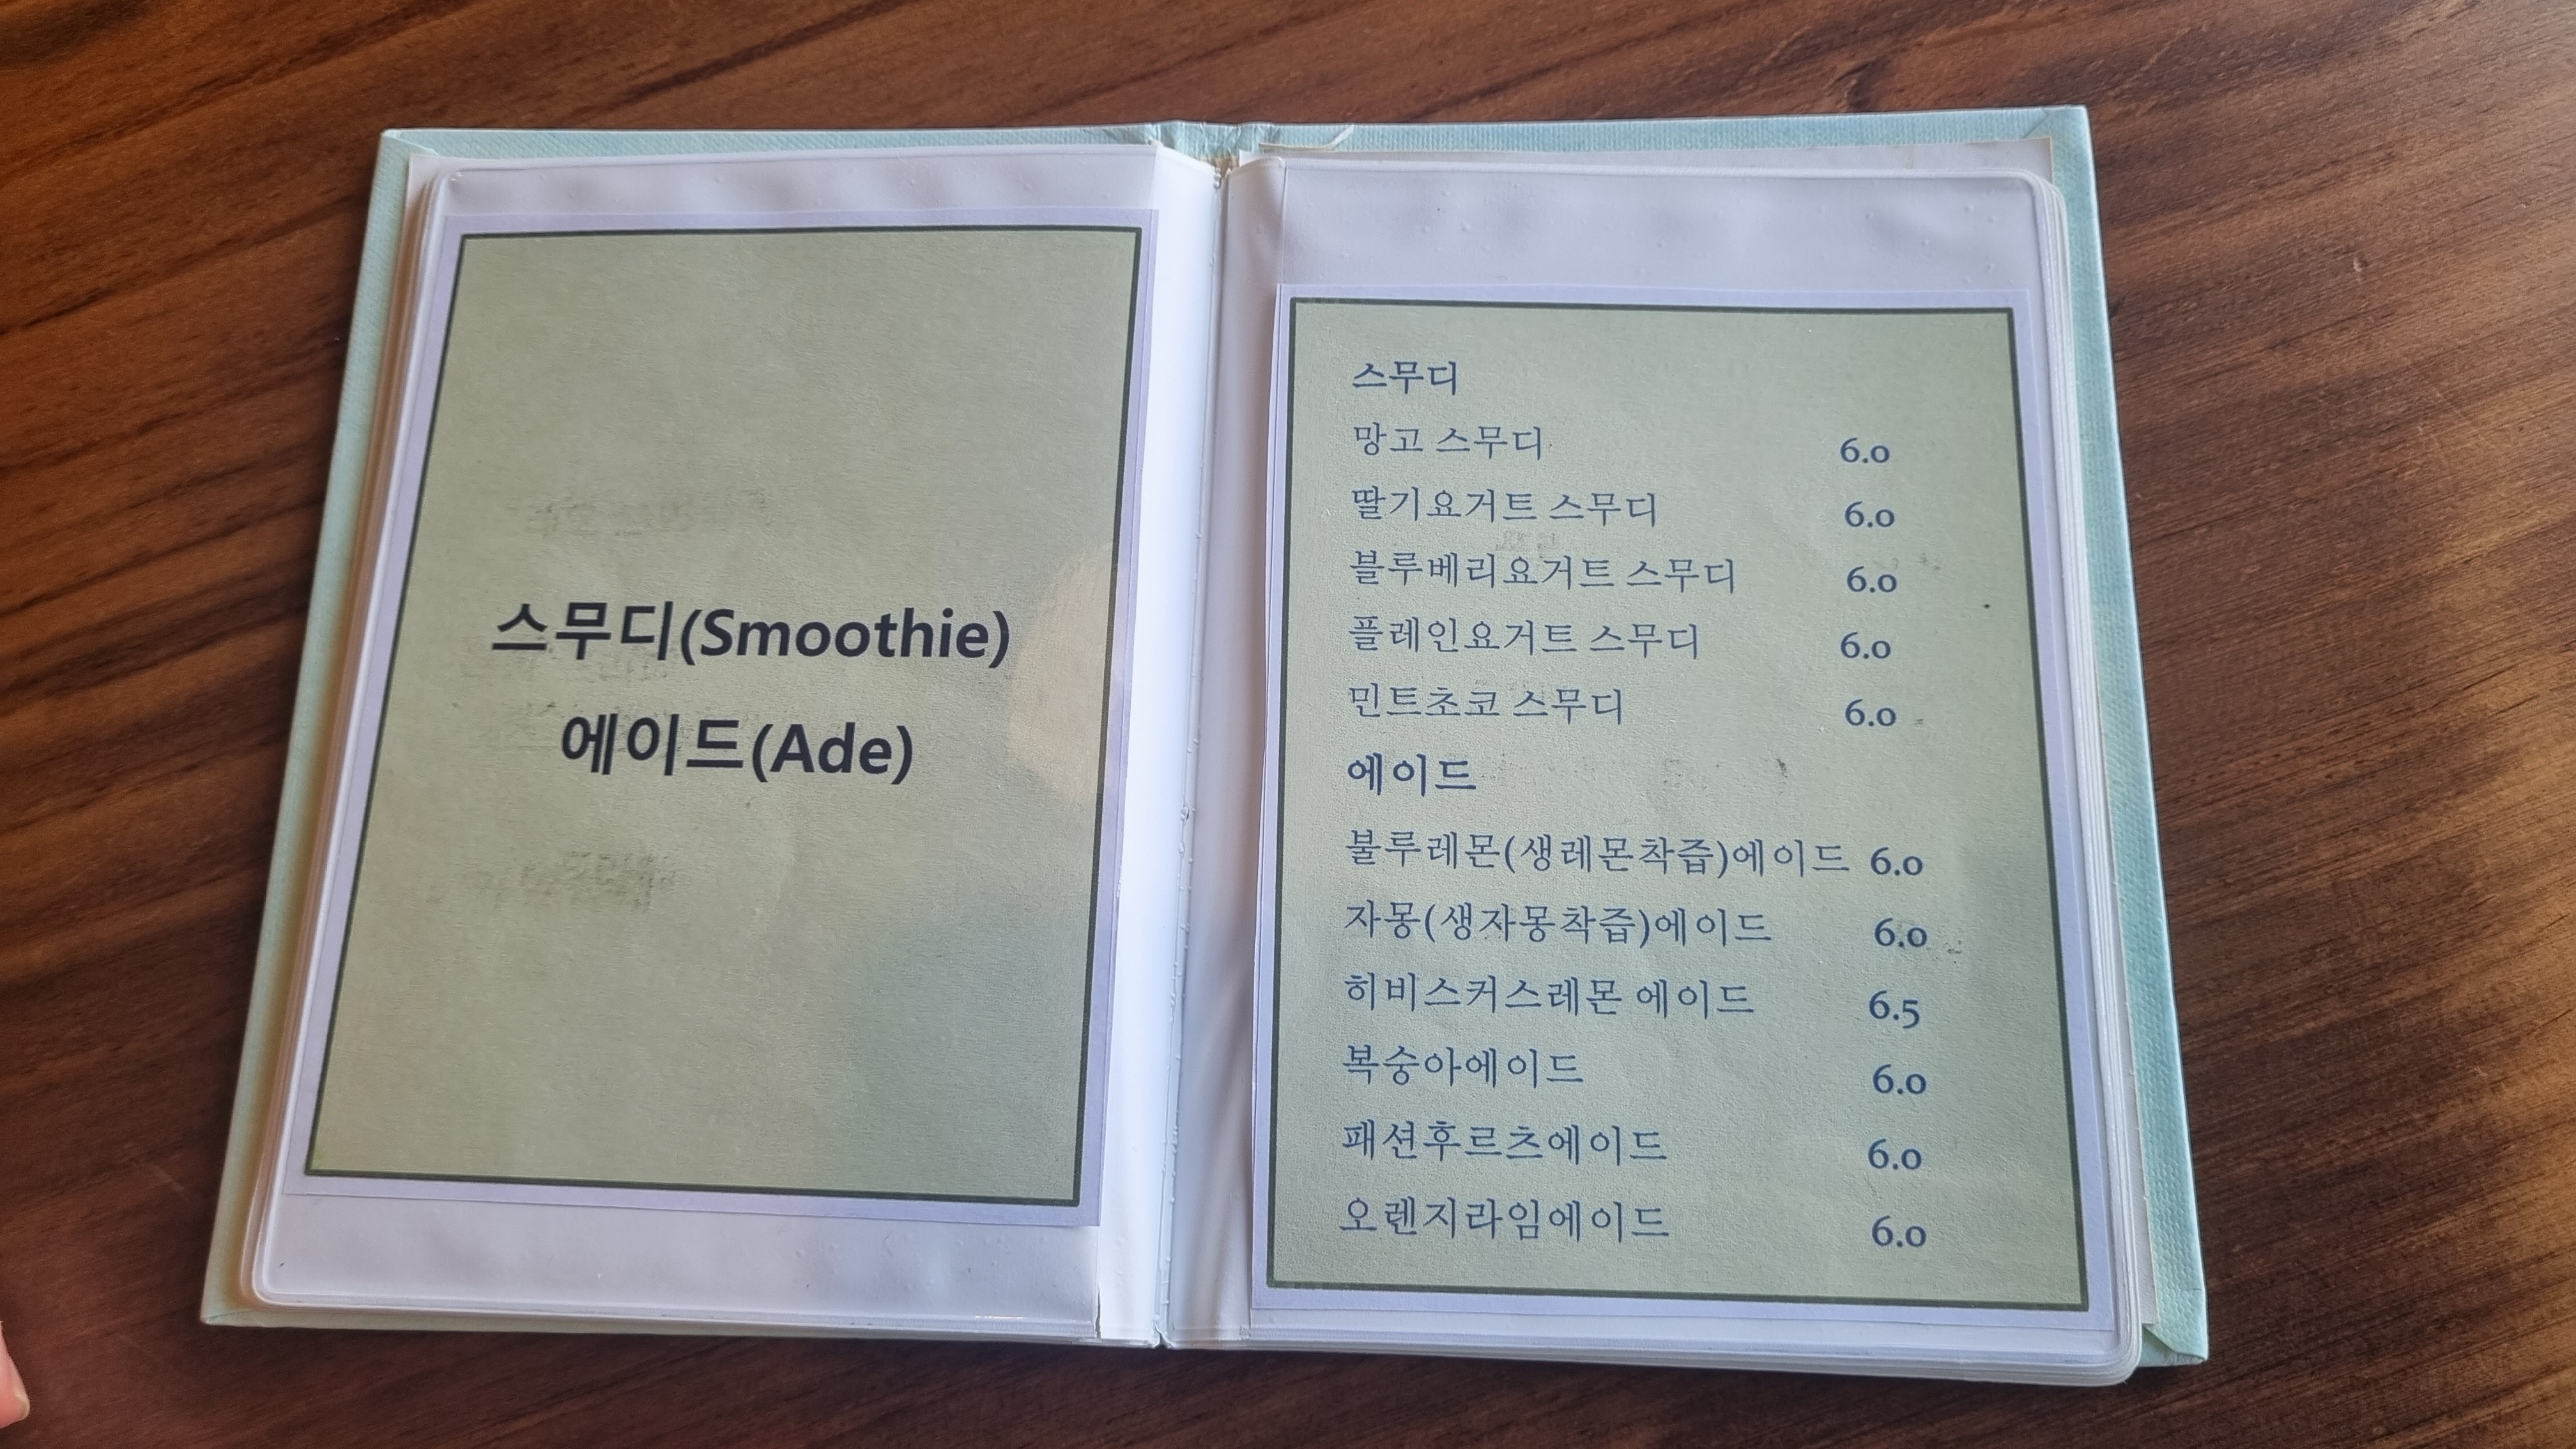 스무디(Smoothie)
에이드(Ade)
스무디
망고 스무디 6.0
딸기요거트 스무디 6.0
블루베리요거트 스무디 6.0
플레인요거트 스무디 6.0
민트초코 스무디 6.0
에이드
불루레몬(생레몬착즙)에이드 6.0
자몽(생자몽착즙)에이드 6.0
히비스커스레몬 에이드 6.5
복숭아에이드 6.0
패션후르츠에이드 6.0
오렌지라임에이드 6.0